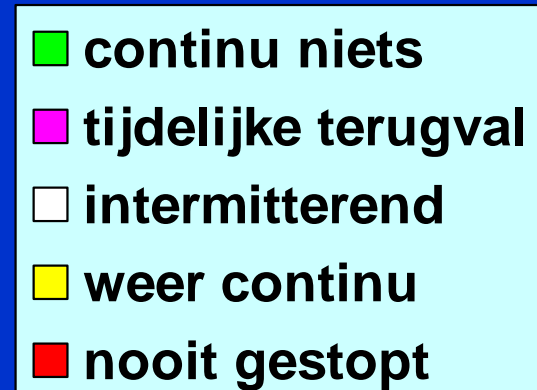 continu niets
tijdelijke terugval
intermitterend
weer continu
nooit gestopt